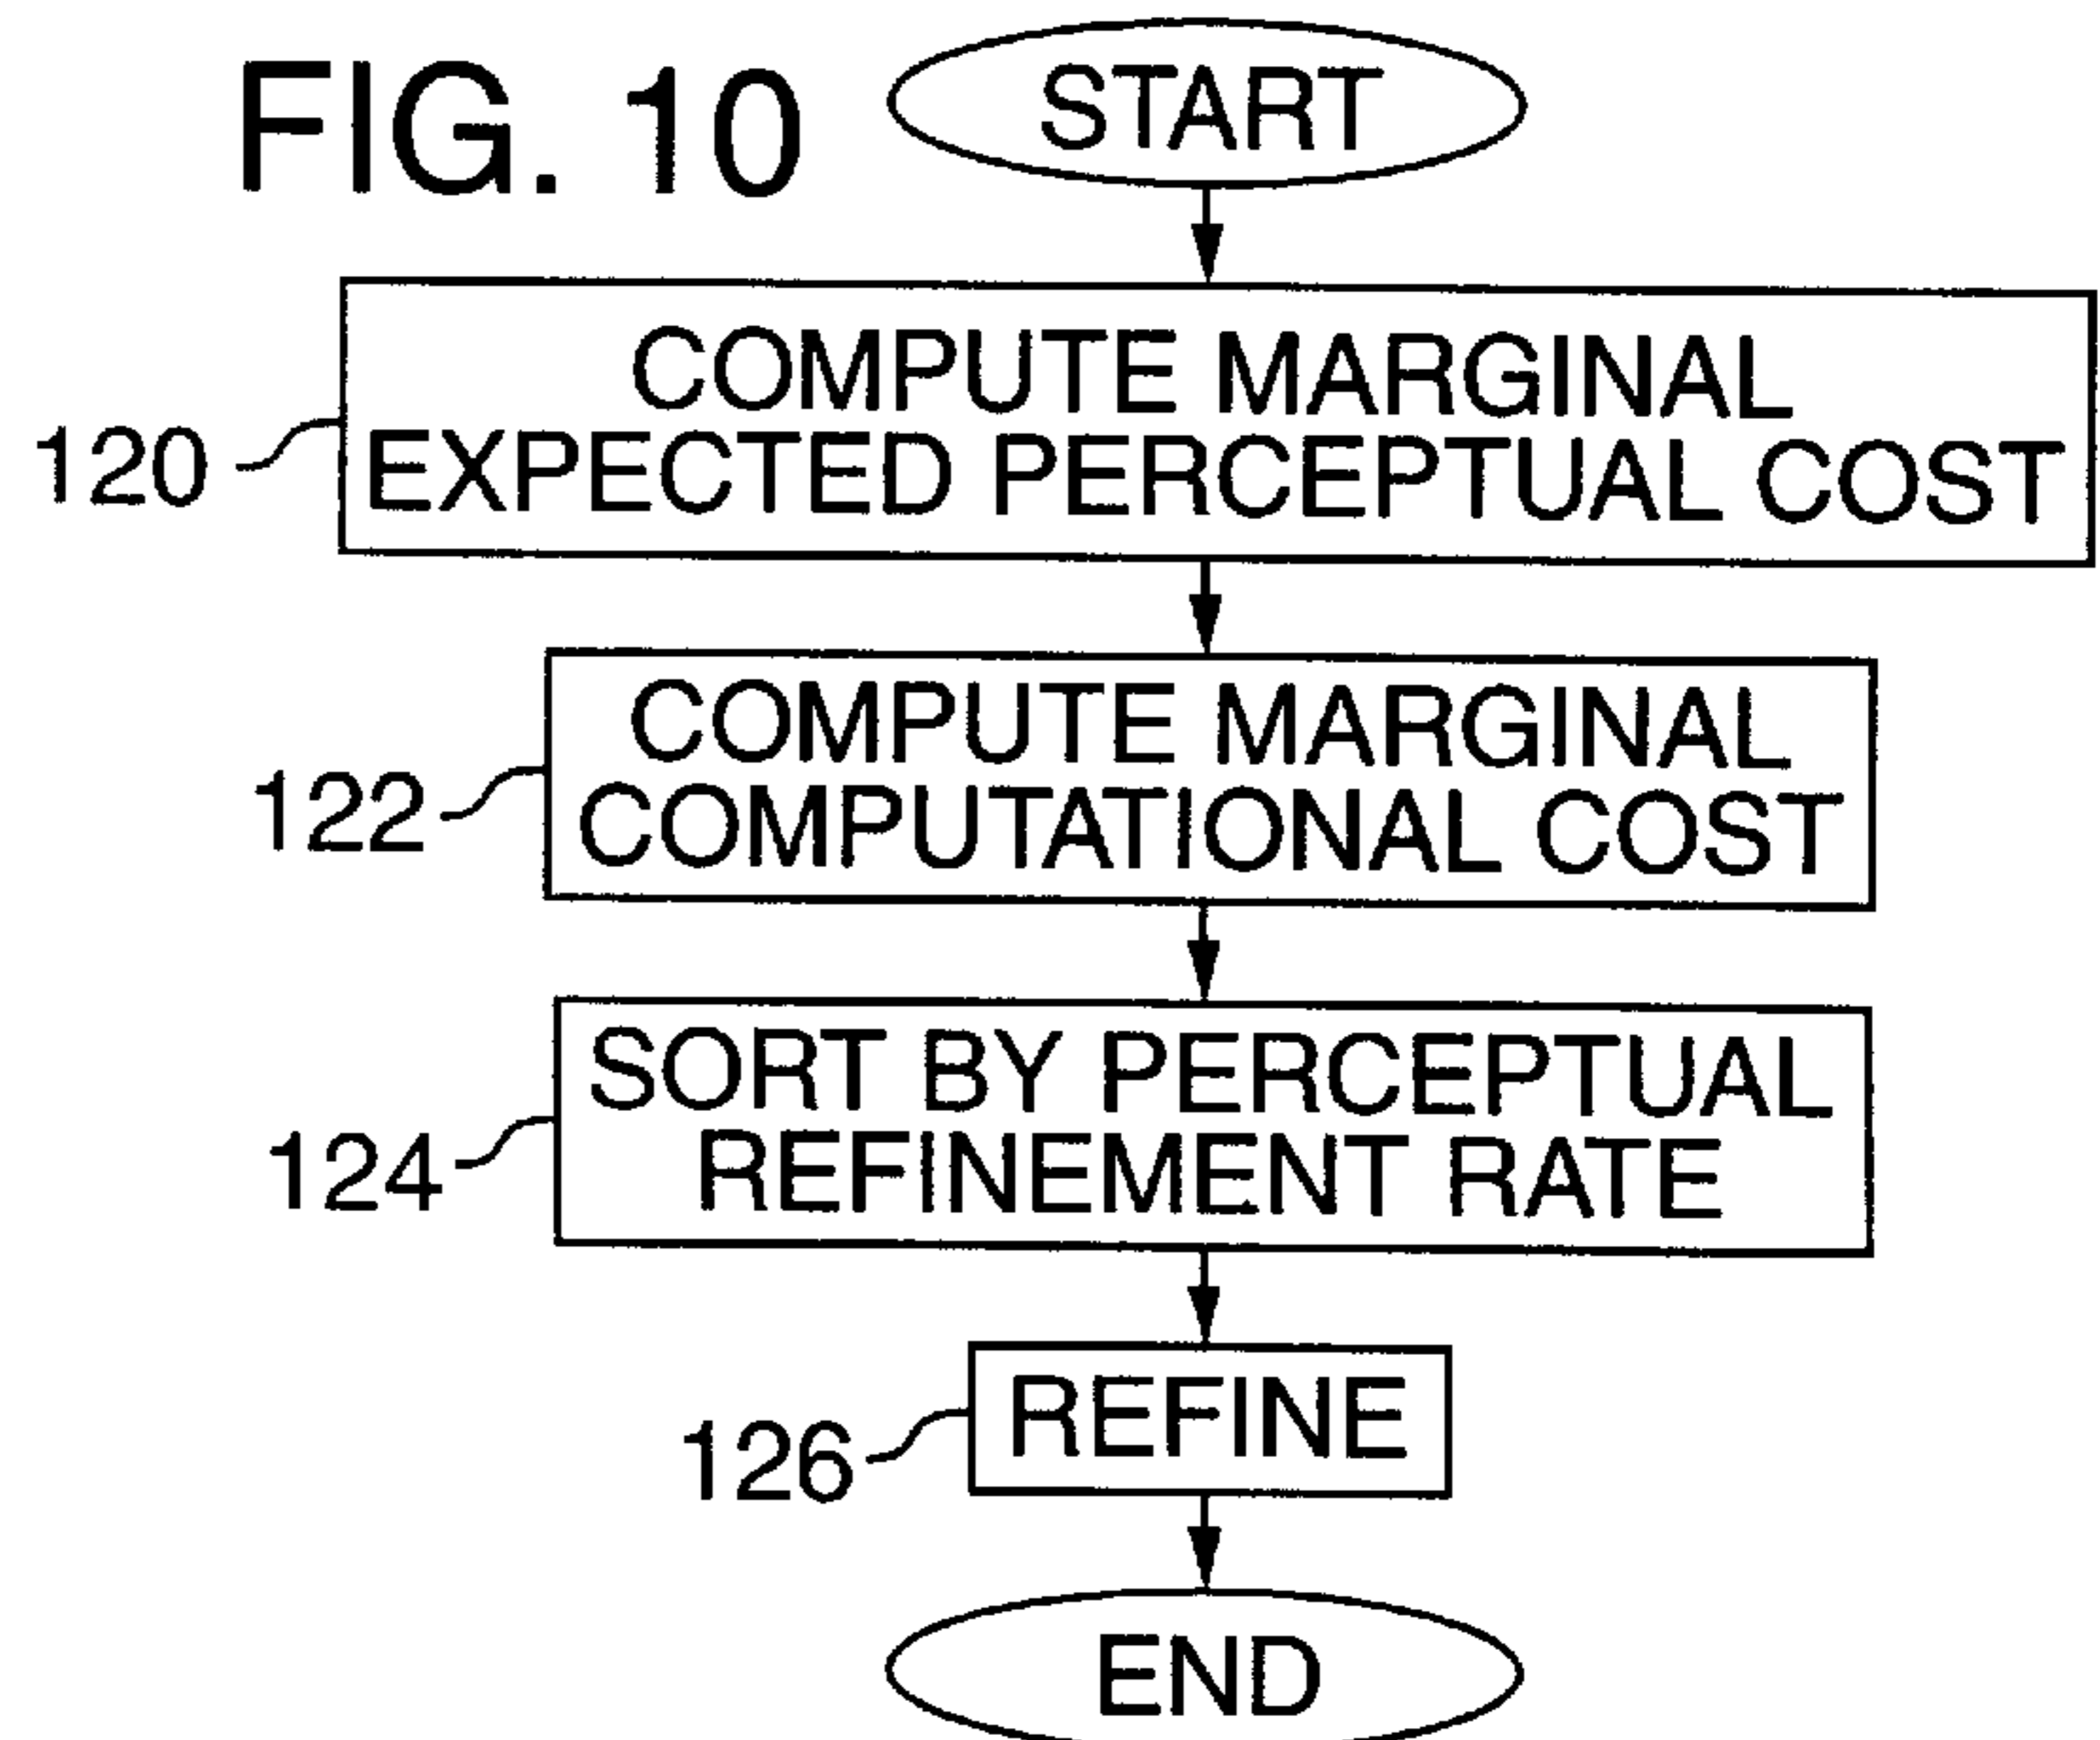 FIG. 10
START
COMPUTE MARGINAL
EXPECTED PERCEPTUAL COST
120
COMPUTE MARGINAL
COMPUTATIONAL COST
122
SORT BY PERCEPTUAL
REFINEMENT RATE
124
REFINE
126
END